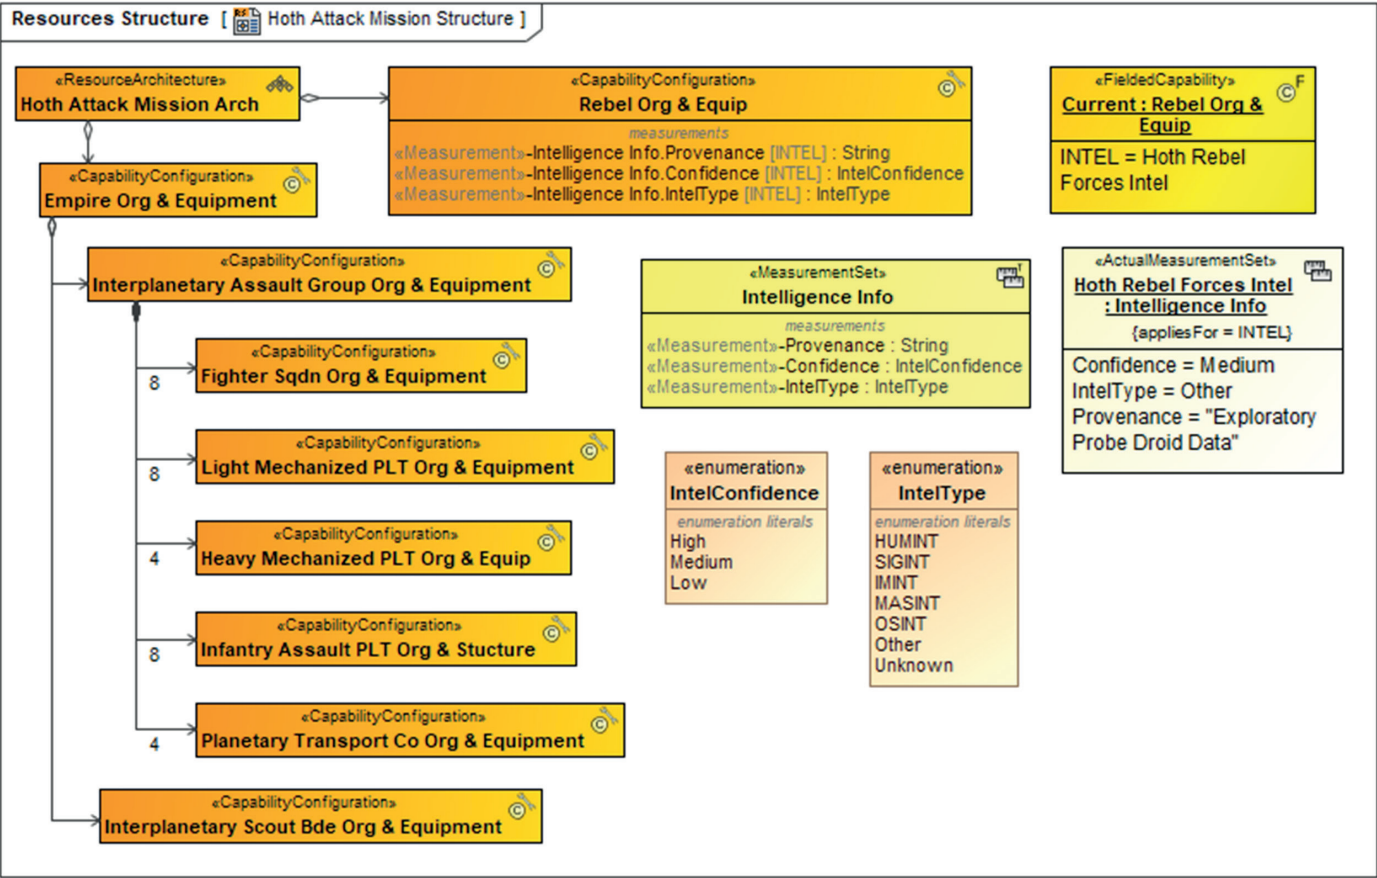 Resources Structure [ Hoth Attack Mission Structure ]
«ResourceArchitecture»
Hoth Attack Mission Arch
«CapabilityConfiguration»
Rebel Org & Equip
measurements
«Measurement»-Intelligence Info.Provenance [INTEL] : String
«Measurement»-Intelligence Info.Confidence [INTEL] : IntelConfidence
«Measurement»-Intelligence Info.IntelType [INTEL] : IntelType
«FieldedCapability»
F
©
Current : Rebel Org &
Equip
INTEL = Hoth Rebel
Forces Intel
«CapabilityConfiguration»
Empire Org & Equipment
«CapabilityConfiguration»
Interplanetary Assault Group Org & Equipment
«CapabilityConfiguration»
Fighter Sqdn Org & Equipment
8
«CapabilityConfiguration»
Light Mechanized PLT Org & Equipment
8
«CapabilityConfiguration»
Heavy Mechanized PLT Org & Equip
4
«CapabilityConfiguration»
Infantry Assault PLT Org & Stucture
8
«CapabilityConfiguration»
Planetary Transport Co Org & Equipment
4
«CapabilityConfiguration»
Interplanetary Scout Bde Org & Equipment
«MeasurementSet»
Intelligence Info
measurements
«Measurement»-Provenance : String
«Measurement»-Confidence : IntelConfidence
«Measurement»-IntelType : IntelType
«ActualMeasurementSet»
Hoth Rebel Forces Intel
: Intelligence Info
{appliesFor = INTEL}
Confidence = Medium
IntelType = Other
Provenance = "Exploratory
Probe Droid Data"
«enumeration»
IntelConfidence
enumeration literals
High
Medium
Low
«enumeration»
IntelType
enumeration literals
HUMINT
SIGINT
IMINT
MASINT
OSINT
Other
Unknown